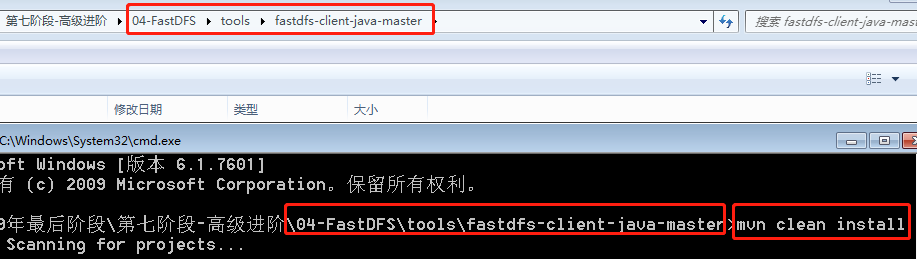 第七阶段-高级进阶 04-FastDFS tools fastdfs-client-java-master 搜索 fastdfs-client-java-mas
修改日期 类型 大小
C:\Windows\System32\cmd.exe
oft Windows [版本 6.1.7601]
有 (c) 2009 Microsoft Corporation。保留所有权利。
9年最后阶段\第七阶段-高级进阶\04-FastDFS\tools\fastdfs-client-java-master>mvn clean install
Scanning for projects...